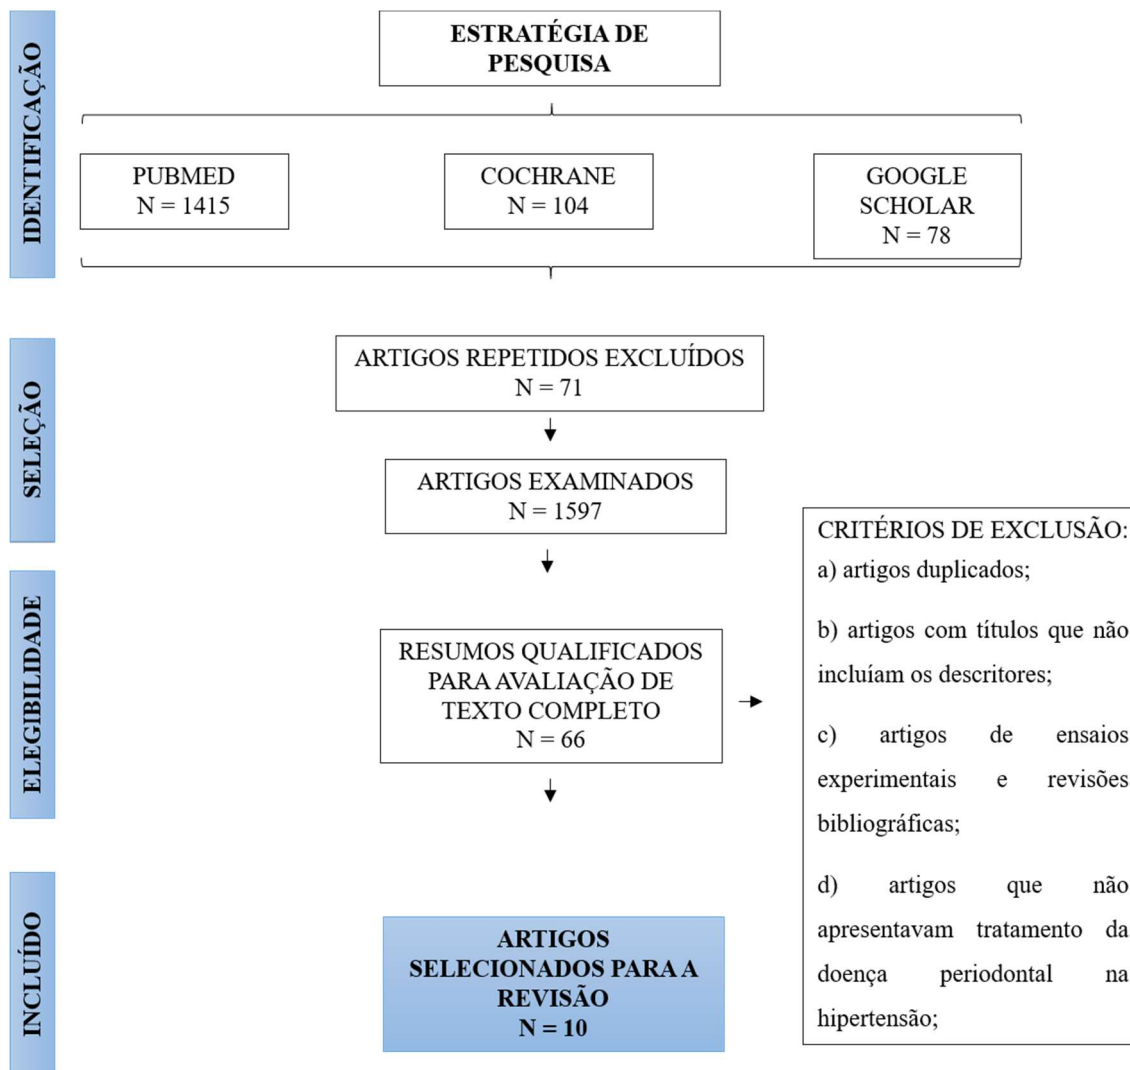 IDENTIFICAÇÃO
ESTRATÉGIA DE
PESQUISA
PUBMED
N = 1415
COCHRANE
N = 104
GOOGLE
SCHOLAR
N = 78
SELEÇÃO
ARTIGOS REPETIDOS EXCLUÍDOS
N = 71
ARTIGOS EXAMINADOS
N = 1597
ELEGIBILIDADE
RESUMOS QUALIFICADOS
PARA AVALIAÇÃO DE
TEXTO COMPLETO
N = 66
CRITÉRIOS DE EXCLUSÃO:
a) artigos duplicados;
b) artigos com títulos que não
incluíam os descritores;
c) artigos de ensaios
experimentais e revisões
bibliográficas;
d) artigos que não
apresentavam tratamento da
doença periodontal na
hipertensão;
INCLUÍDO
ARTIGOS
SELECIONADOS PARA A
REVISÃO
N = 10